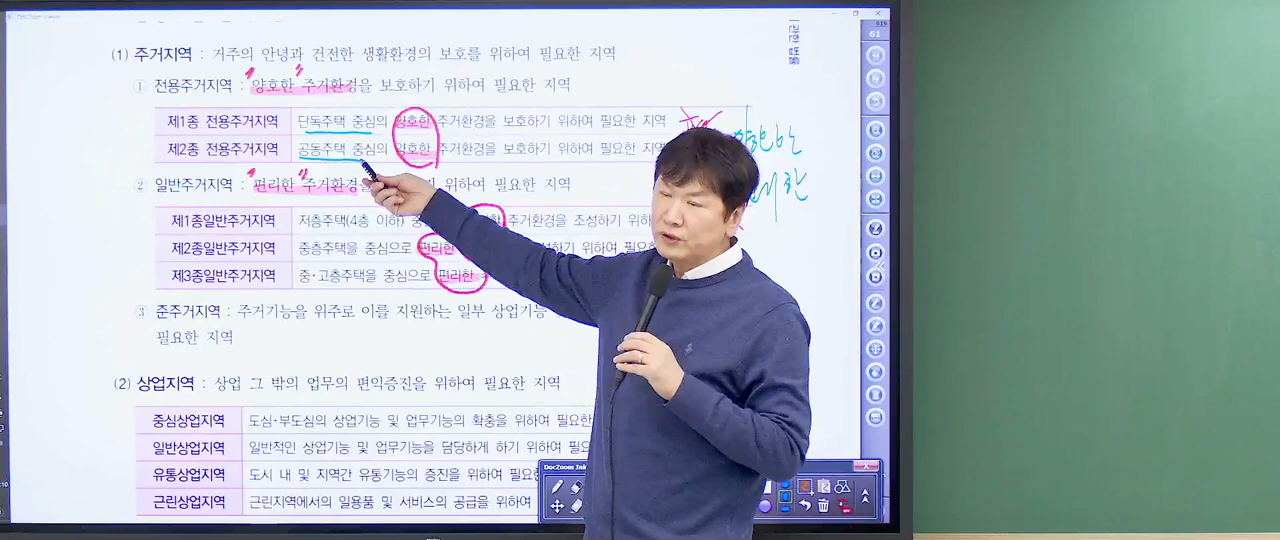 DocZoom
919
61
관한 법률
(1) 주거지역 : 거주의 안녕과 건전한 생활환경의 보호를 위하여 필요한 지역
① 전용주거지역 : "양호한" 주거환경을 보호하기 위하여 필요한 지역
제1종 전용주거지역 단독주택 중심의 양호한 주거환경을 보호하기 위하여 필요한 지역
제2종 전용주거지역 공동주택 중심의 양호한 주거환경을 보호하기 위하여 필요한 지역
② 일반주거지역 : "편리한" 주거환경을 위하여 필요한 지역
제1종일반주거지역 저층주택(4층 이하) 중 주거환경을 조성하기 위하
제2종일반주거지역 중층주택을 중심으로 편리한 하기 위하여 필요
제3종일반주거지역 중·고층주택을 중심으로 편리한
③ 준주거지역 : 주거기능을 위주로 이를 지원하는 일부 상업기능
필요한 지역
(2) 상업지역 : 상업 그 밖의 업무의 편익증진을 위하여 필요한 지역
중심상업지역 도심·부도심의 상업기능 및 업무기능의 확충을 위하여 필요한
일반상업지역 일반적인 상업기능 및 업무기능을 담당하게 하기 위하여 필요
유통상업지역 도시 내 및 지역간 유통기능의 증진을 위하여 필요한
근린상업지역 근린지역에서의 일용품 및 서비스의 공급을 위하여
DocZoom Ink